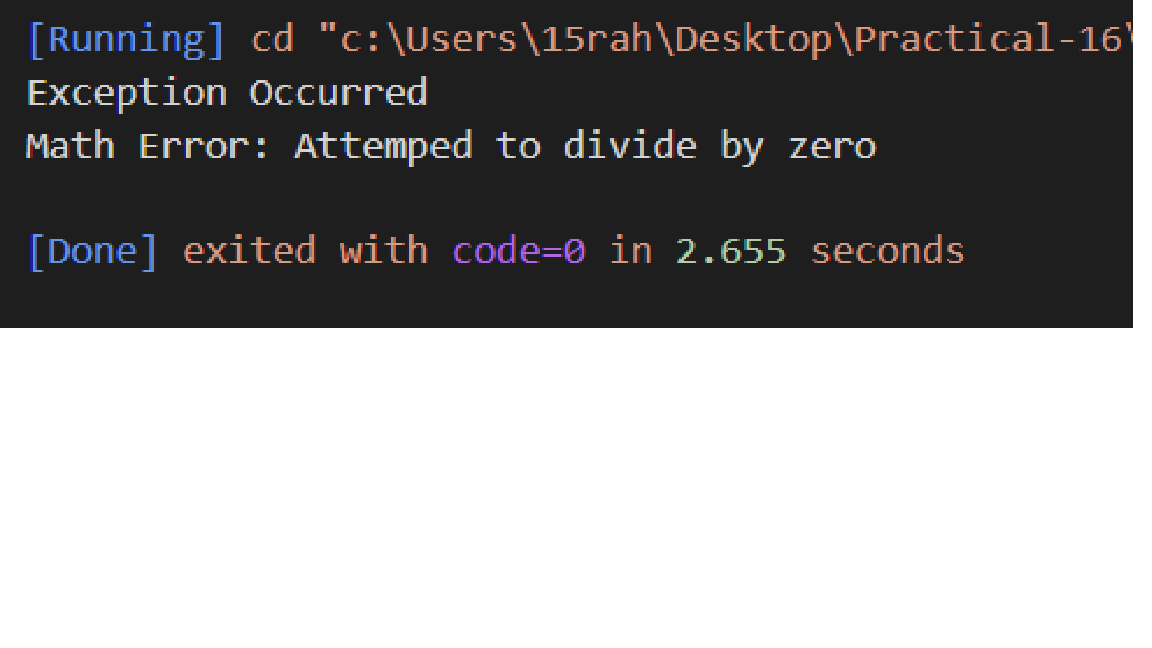 [Running] cd "c:\Users\15rah\Desktop\Practical-16\
Exception Occurred
Math Error: Attemped to divide by zero
[Done] exited with code=0 in 2.655 seconds